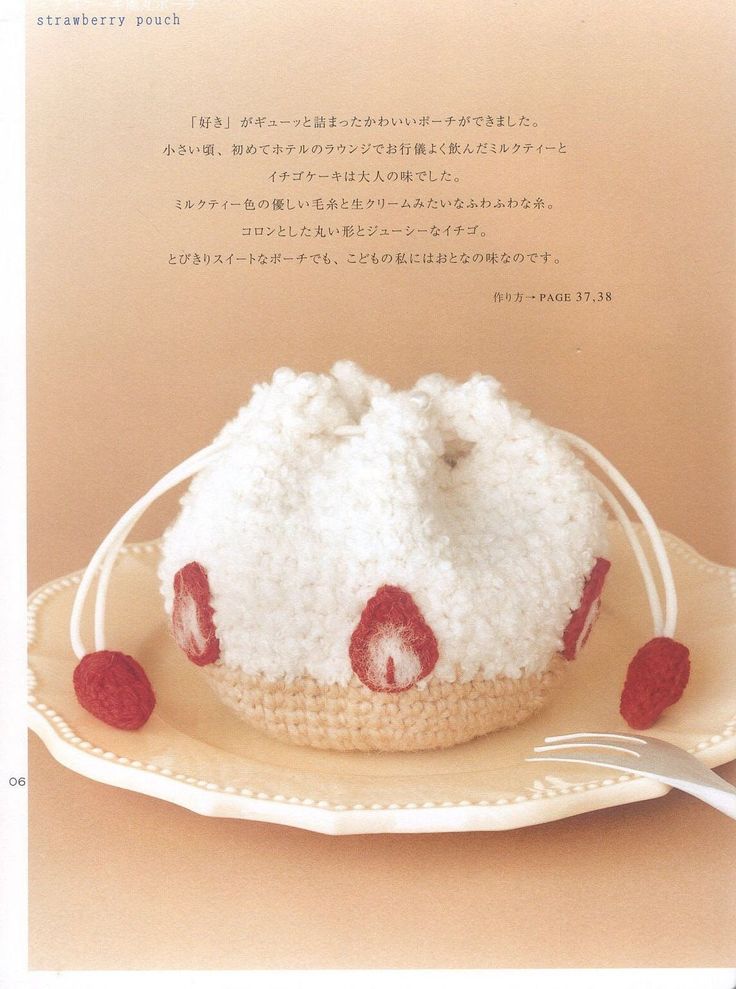 strawberry pouch
「好き」がギューッと詰まったかわいいポーチができました。
小さい頃、初めてホテルのラウンジでお行儀よく飲んだミルクティーと
イチゴケーキは大人の味でした。
ミルクティー色の優しい毛糸と生クリームみたいなふわふわな糸。
コロンとした丸い形とジューシーなイチゴ。
とびきりスイートなポーチでも、こどもの私にはおとなの味なのです。
作り方→ PAGE 37,38
06